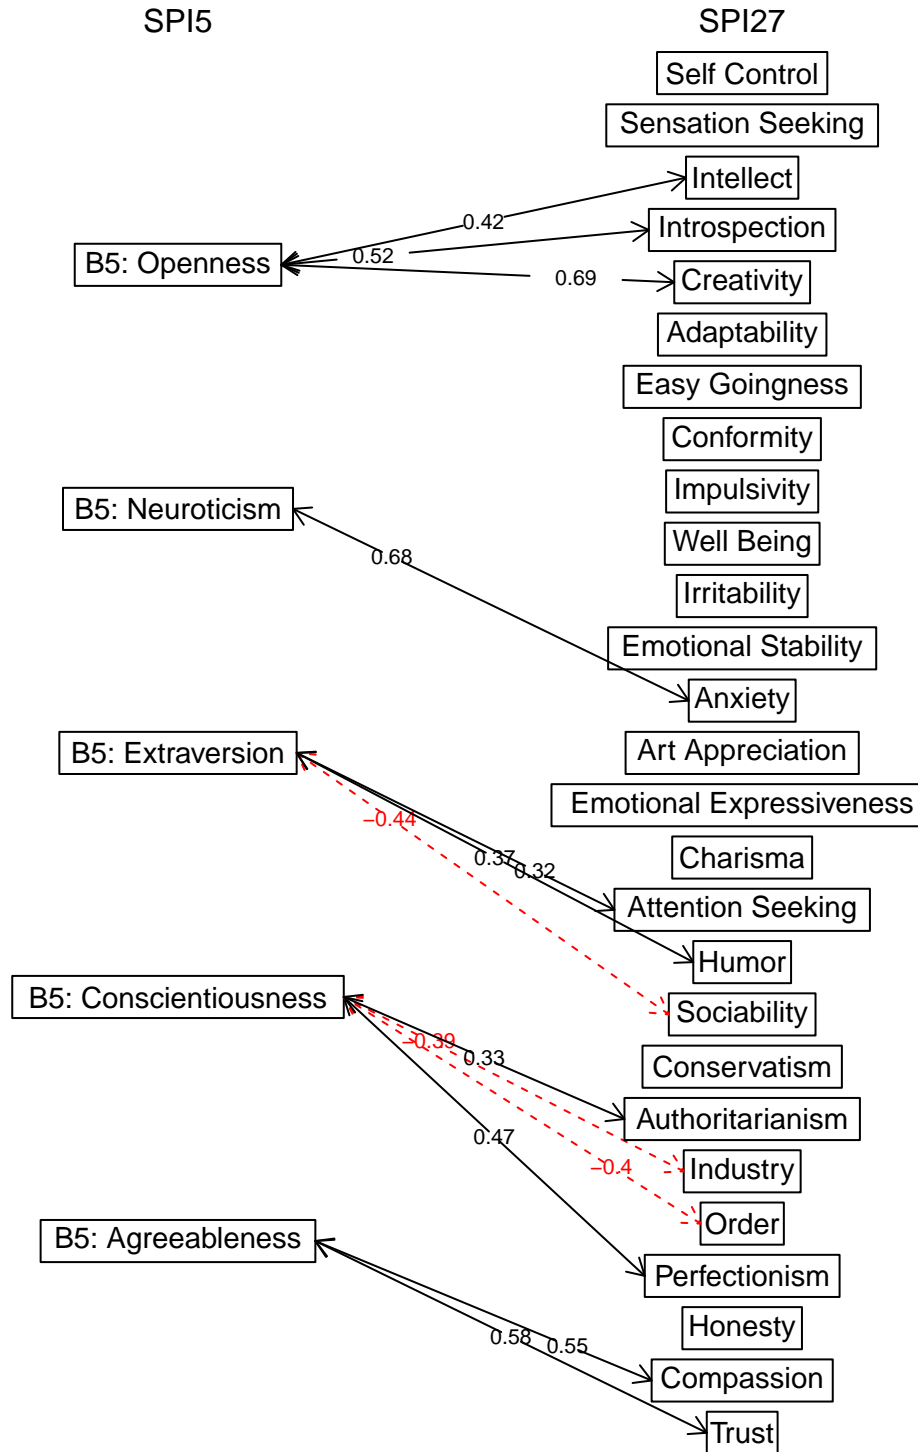 SPI5
SPI27
Self Control
Sensation Seeking
Intellect
0.42
Introspection
0.52
B5: Openness
0.69
Creativity
Adaptability
Easy Goingness
Conformity
Impulsivity
B5: Neuroticism
Well Being
0.68
Irritability
Emotional Stability
Anxiety
B5: Extraversion
Art Appreciation
Emotional Expressiveness
−0.44
Charisma
0.37
0.32
Attention Seeking
Humor
B5: Conscientiousness
Sociability
−0.39
0.33
Conservatism
Authoritarianism
0.47
−0.4
Industry
Order
B5: Agreeableness
Perfectionism
Honesty
0.58
0.55
Compassion
Trust